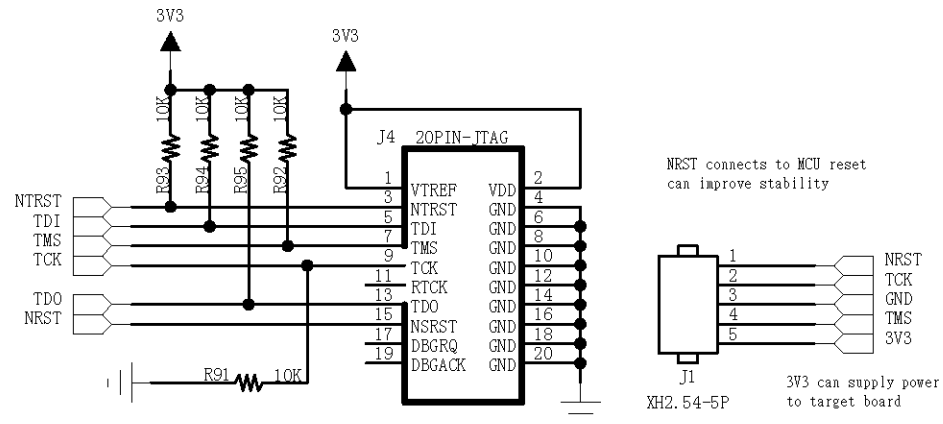 3V3
3V3
10K
10K
10K
10K
R93
R94
R95
R92
J4 20PIN-JTAG
1 VTREF VDD 2
3 NTRST GND 4
5 TDI GND 6
7 TMS GND 8
9 TCK GND 10
11 RTCK GND 12
13 TDO GND 14
15 NSRST GND 16
17 DBGRQ GND 18
19 DBGACK GND 20
NTRST
TDI
TMS
TCK
TDO
NRST
R91 10K
NRST connects to MCU reset
can improve stability
1 NRST
2 TCK
3 GND
4 TMS
5 3V3
J1
XH2.54-5P
3V3 can supply power
to target board